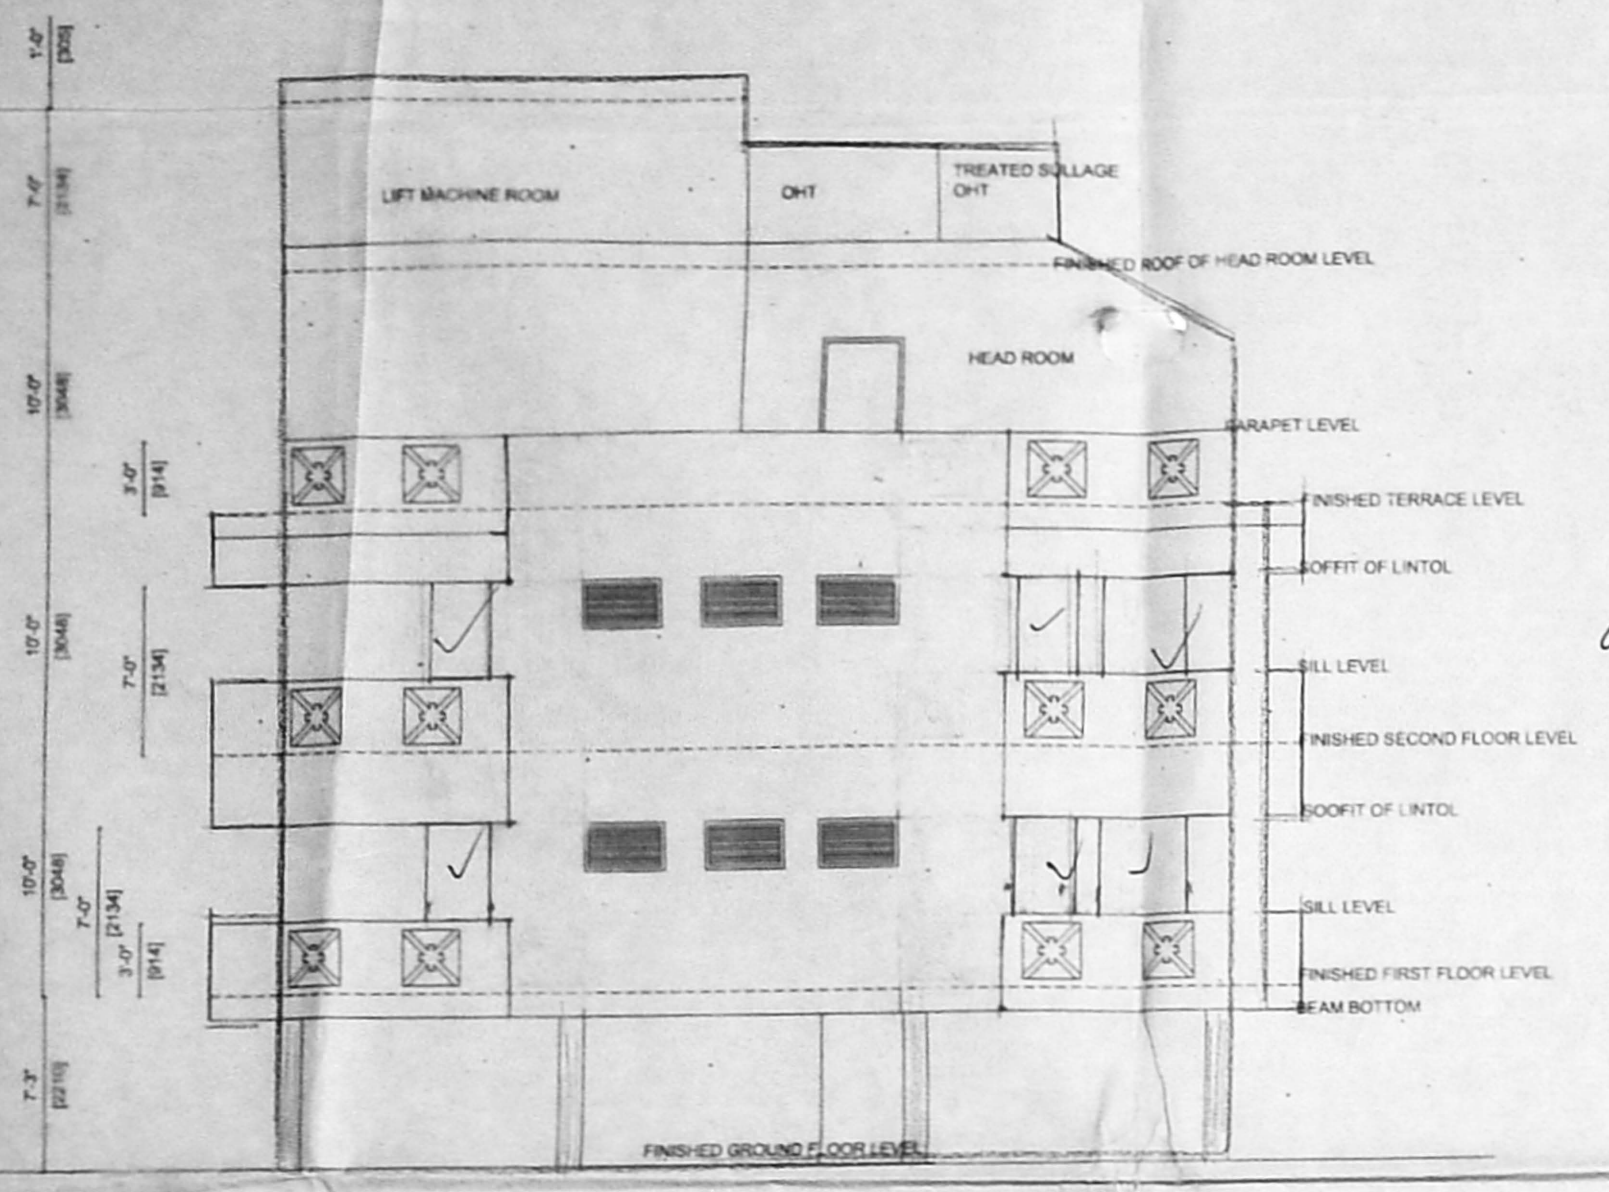 1'-0"
[305]
7'-0"
[2134]
10'-0"
[3048]
3'-0"
[914]
10'-0"
[3048]
7'-0"
[2134]
10'-0"
[3048]
7'-0"
[2134]
3'-0"
[914]
7'-3"
[2210]
LIFT MACHINE ROOM
OHT
TREATED SULLAGE
OHT
FINISHED ROOF OF HEAD ROOM LEVEL
HEAD ROOM
PARAPET LEVEL
FINISHED TERRACE LEVEL
SOFFIT OF LINTOL
SILL LEVEL
FINISHED SECOND FLOOR LEVEL
SOOFIT OF LINTOL
SILL LEVEL
FINISHED FIRST FLOOR LEVEL
BEAM BOTTOM
FINISHED GROUND FLOOR LEVEL